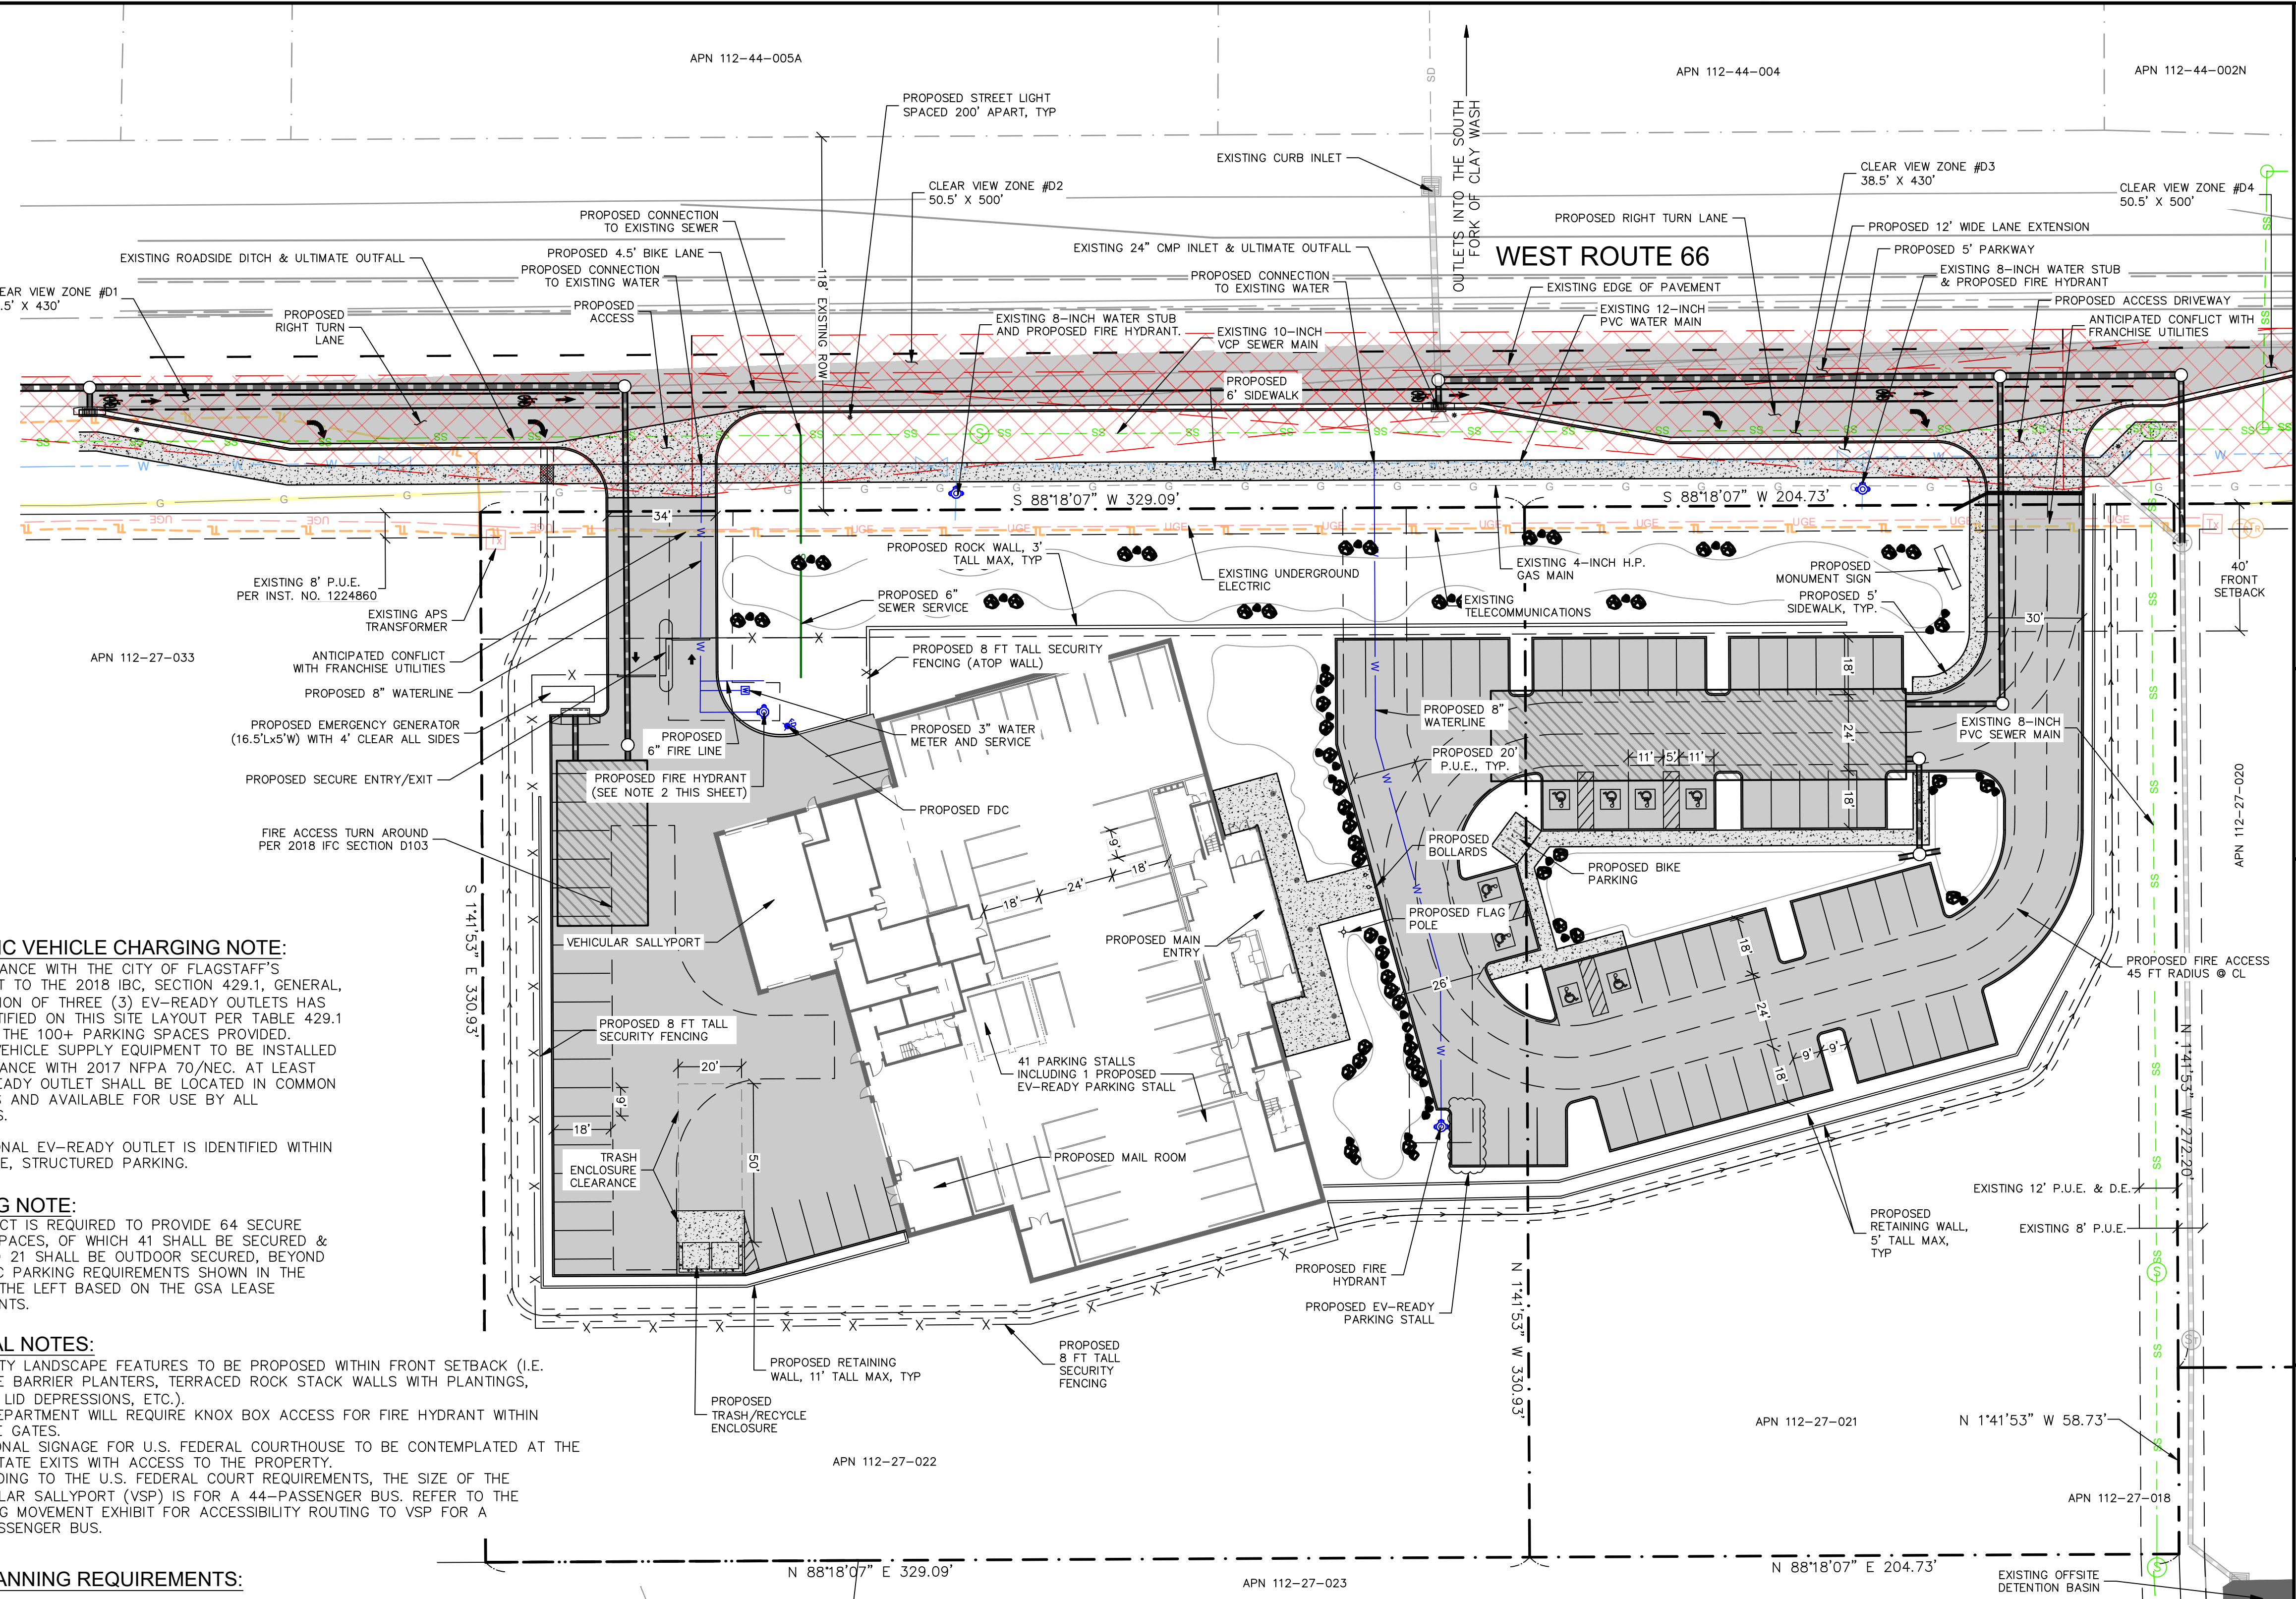 APN 112-44-005A
APN 112-44-004
APN 112-44-002N
PROPOSED STREET LIGHT
SPACED 200' APART, TYP
SD
OUTLETS INTO THE SOUTH
FORK OF CLAY WASH
EXISTING CURB INLET
CLEAR VIEW ZONE #D2
50.5' X 500'
CLEAR VIEW ZONE #D3
38.5' X 430'
CLEAR VIEW ZONE #D4
50.5' X 500'
PROPOSED CONNECTION
TO EXISTING SEWER
PROPOSED RIGHT TURN LANE
PROPOSED 12' WIDE LANE EXTENSION
EXISTING ROADSIDE DITCH & ULTIMATE OUTFALL
PROPOSED 4.5' BIKE LANE
EXISTING 24" CMP INLET & ULTIMATE OUTFALL
WEST ROUTE 66
PROPOSED 5' PARKWAY
PROPOSED CONNECTION
TO EXISTING WATER
118' EXISTING ROW
PROPOSED CONNECTION
TO EXISTING WATER
EXISTING EDGE OF PAVEMENT
EXISTING 8-INCH WATER STUB
& PROPOSED FIRE HYDRANT
EAR VIEW ZONE #D1
.5' X 430'
PROPOSED
RIGHT TURN
LANE
PROPOSED
ACCESS
EXISTING 8-INCH WATER STUB
AND PROPOSED FIRE HYDRANT.
EXISTING 10-INCH
VCP SEWER MAIN
EXISTING 12-INCH
PVC WATER MAIN
PROPOSED ACCESS DRIVEWAY
ANTICIPATED CONFLICT WITH
FRANCHISE UTILITIES
PROPOSED
6' SIDEWALK
S 88°18'07" W 329.09'
S 88°18'07" W 204.73'
34'
EXISTING 8' P.U.E.
PER INST. NO. 1224860
EXISTING APS
TRANSFORMER
PROPOSED ROCK WALL, 3'
TALL MAX, TYP
EXISTING UNDERGROUND
ELECTRIC
EXISTING 4-INCH H.P.
GAS MAIN
EXISTING
TELECOMMUNICATIONS
PROPOSED
MONUMENT SIGN
PROPOSED 5'
SIDEWALK, TYP.
40'
FRONT
SETBACK
30'
PROPOSED 6"
SEWER SERVICE
APN 112-27-033
ANTICIPATED CONFLICT
WITH FRANCHISE UTILITIES
PROPOSED 8" WATERLINE
PROPOSED EMERGENCY GENERATOR
(16.5'Lx5'W) WITH 4' CLEAR ALL SIDES
PROPOSED SECURE ENTRY/EXIT
PROPOSED 8 FT TALL SECURITY
FENCING (ATOP WALL)
PROPOSED
6" FIRE LINE
PROPOSED 3" WATER
METER AND SERVICE
PROPOSED FIRE HYDRANT
(SEE NOTE 2 THIS SHEET)
PROPOSED FDC
PROPOSED 8"
WATERLINE
PROPOSED 20'
P.U.E., TYP.
18'
24'
18'
11'
5'
11'
EXISTING 8-INCH
PVC SEWER MAIN
APN 112-27-020
FIRE ACCESS TURN AROUND
PER 2018 IFC SECTION D103
S 1°41'53" E 330.93'
VEHICULAR SALLYPORT
9'
18'
24'
18'
PROPOSED
BOLLARDS
PROPOSED BIKE
PARKING
PROPOSED FLAG
POLE
PROPOSED MAIN
ENTRY
26'
18'
24'
18'
9'
9'
PROPOSED FIRE ACCESS
45 FT RADIUS @ CL
N 1°41'53" W 272.20'
IC VEHICLE CHARGING NOTE:
ANCE WITH THE CITY OF FLAGSTAFF'S
T TO THE 2018 IBC, SECTION 429.1, GENERAL,
ION OF THREE (3) EV-READY OUTLETS HAS
TIFIED ON THIS SITE LAYOUT PER TABLE 429.1
THE 100+ PARKING SPACES PROVIDED.
VEHICLE SUPPLY EQUIPMENT TO BE INSTALLED
ANCE WITH 2017 NFPA 70/NEC. AT LEAST
EADY OUTLET SHALL BE LOCATED IN COMMON
S AND AVAILABLE FOR USE BY ALL
S.
ONAL EV-READY OUTLET IS IDENTIFIED WITHIN
E, STRUCTURED PARKING.
PROPOSED 8 FT TALL
SECURITY FENCING
20'
9'
18'
50'
TRASH
ENCLOSURE
CLEARANCE
41 PARKING STALLS
INCLUDING 1 PROPOSED
EV-READY PARKING STALL
PROPOSED MAIL ROOM
G NOTE:
CT IS REQUIRED TO PROVIDE 64 SECURE
PACES, OF WHICH 41 SHALL BE SECURED &
D 21 SHALL BE OUTDOOR SECURED, BEYOND
C PARKING REQUIREMENTS SHOWN IN THE
THE LEFT BASED ON THE GSA LEASE
NTS.
EXISTING 12' P.U.E. & D.E.
EXISTING 8' P.U.E.
PROPOSED
RETAINING WALL,
5' TALL MAX,
TYP
PROPOSED FIRE
HYDRANT
PROPOSED EV-READY
PARKING STALL
N 1°41'53" W 330.93'
AL NOTES:
TY LANDSCAPE FEATURES TO BE PROPOSED WITHIN FRONT SETBACK (I.E.
E BARRIER PLANTERS, TERRACED ROCK STACK WALLS WITH PLANTINGS,
LID DEPRESSIONS, ETC.).
EPARTMENT WILL REQUIRE KNOX BOX ACCESS FOR FIRE HYDRANT WITHIN
E GATES.
ONAL SIGNAGE FOR U.S. FEDERAL COURTHOUSE TO BE CONTEMPLATED AT THE
TATE EXITS WITH ACCESS TO THE PROPERTY.
DING TO THE U.S. FEDERAL COURT REQUIREMENTS, THE SIZE OF THE
LAR SALLYPORT (VSP) IS FOR A 44-PASSENGER BUS. REFER TO THE
G MOVEMENT EXHIBIT FOR ACCESSIBILITY ROUTING TO VSP FOR A
SSENGER BUS.
PROPOSED RETAINING
WALL, 11' TALL MAX, TYP
PROPOSED
TRASH/RECYCLE
ENCLOSURE
PROPOSED
8 FT TALL
SECURITY
FENCING
APN 112-27-022
APN 112-27-021
N 1°41'53" W 58.73'
APN 112-27-018
N 88°18'07" E 329.09'
APN 112-27-023
N 88°18'07" E 204.73'
EXISTING OFFSITE
DETENTION BASIN
ANNING REQUIREMENTS: